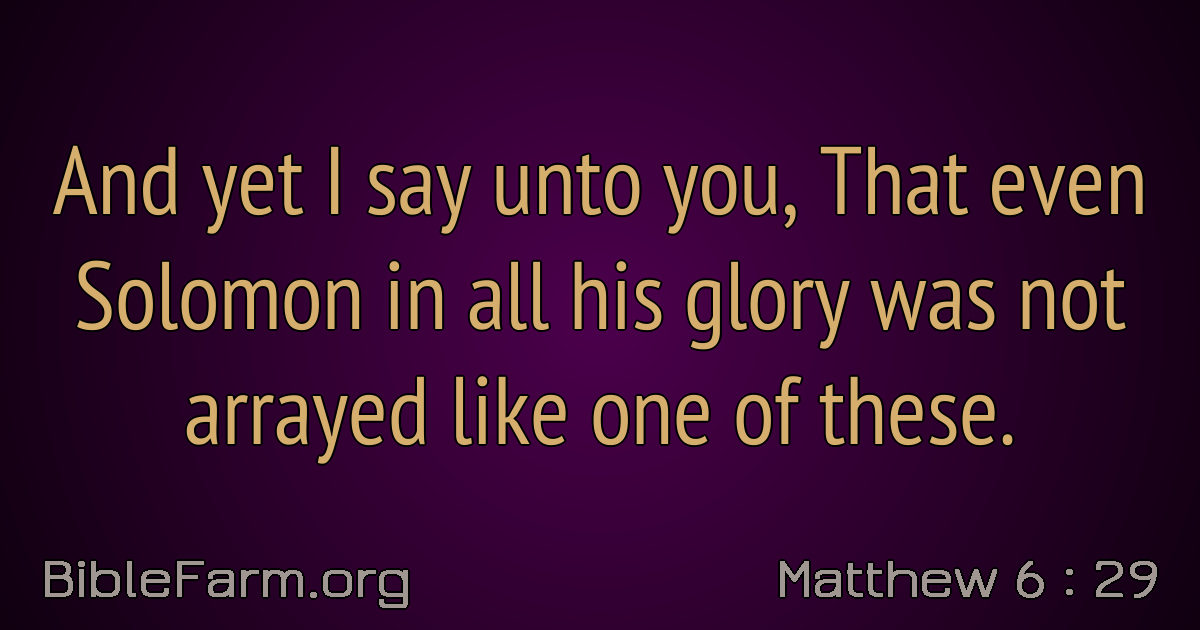 And yet I say unto you, That even
Solomon in all his glory was not
arrayed like one of these.
BibleFarm.org
Matthew 6 : 29